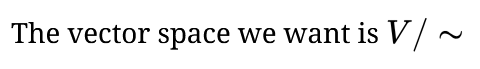 The vector space we want is V/ ∼